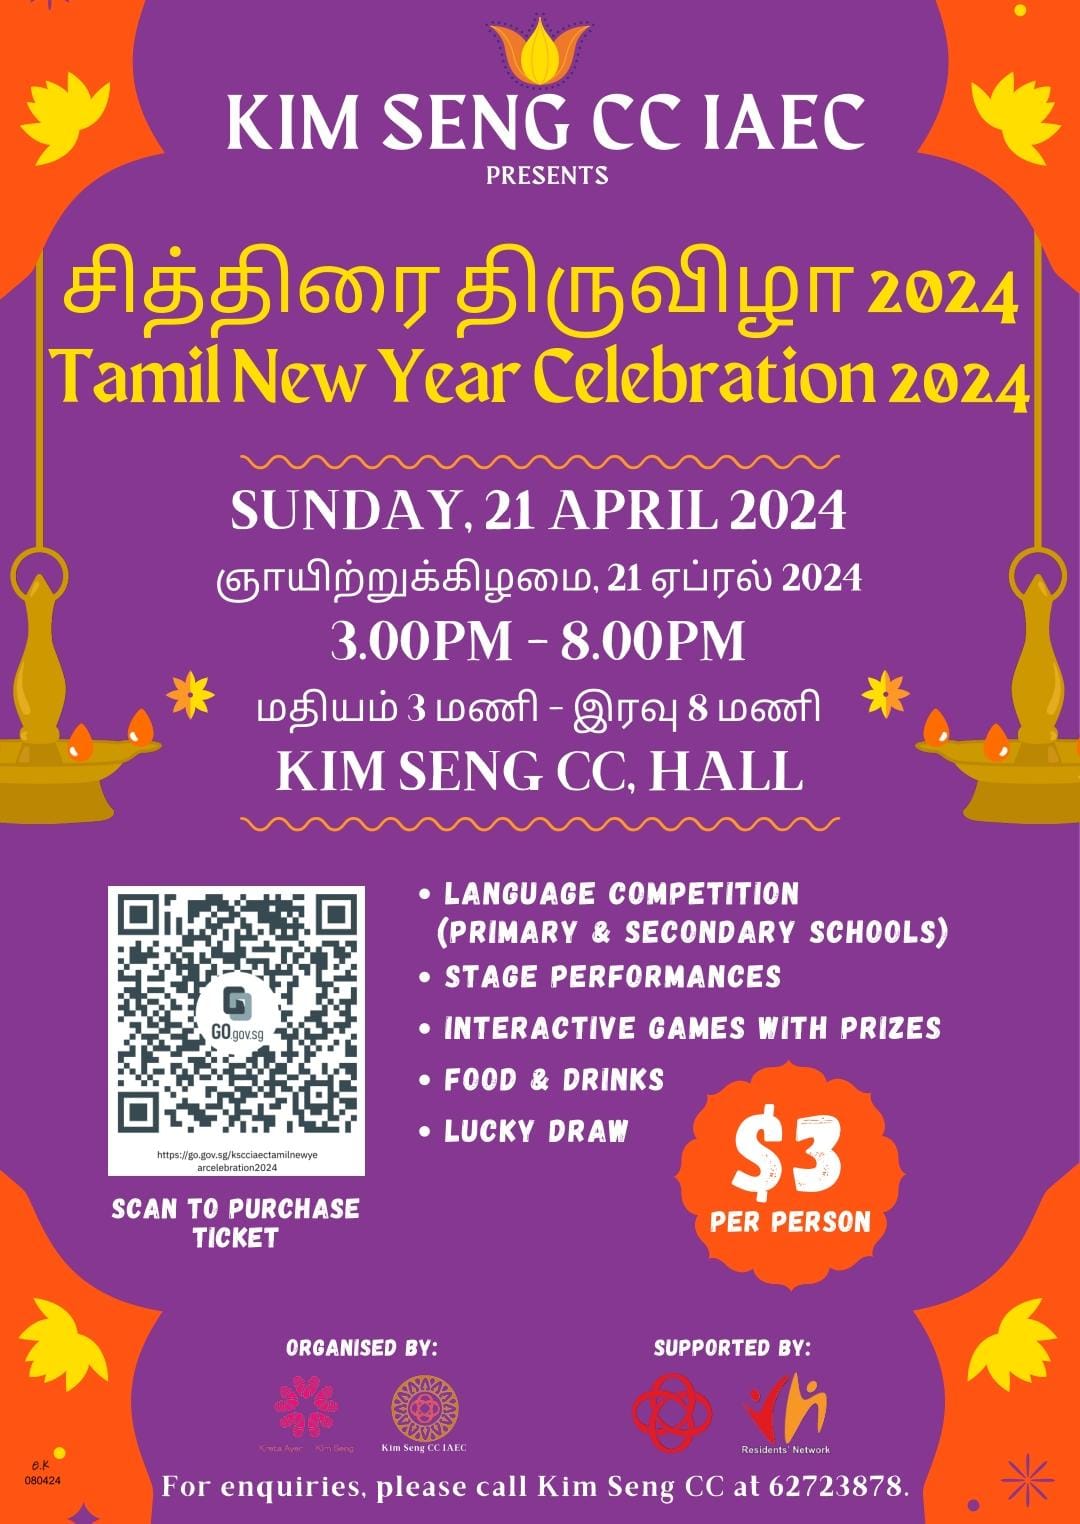 KIM SENG CC IAEC
PRESENTS
சித்திரை திருவிழா 2024
Tamil New Year Celebration 2024
SUNDAY, 21 APRIL 2024
ஞாயிற்றுக்கிழமை, 21 ஏப்ரல் 2024
3.00PM - 8.00PM
மதியம் 3 மணி - இரவு 8 மணி
KIM SENG CC, HALL
• LANGUAGE COMPETITION
(PRIMARY & SECONDARY SCHOOLS)
• STAGE PERFORMANCES
• INTERACTIVE GAMES WITH PRIZES
• FOOD & DRINKS
• LUCKY DRAW
GO.gov.sg
https://go.gov.sg/kscciaectamilnewye
arcelebration2024
SCAN TO PURCHASE
TICKET
$3
PER PERSON
ORGANISED BY:
Kreta Ayer Kim Seng
Kim Seng CC IAEC
SUPPORTED BY:
Residents' Network
e.K
080424
For enquiries, please call Kim Seng CC at 62723878.